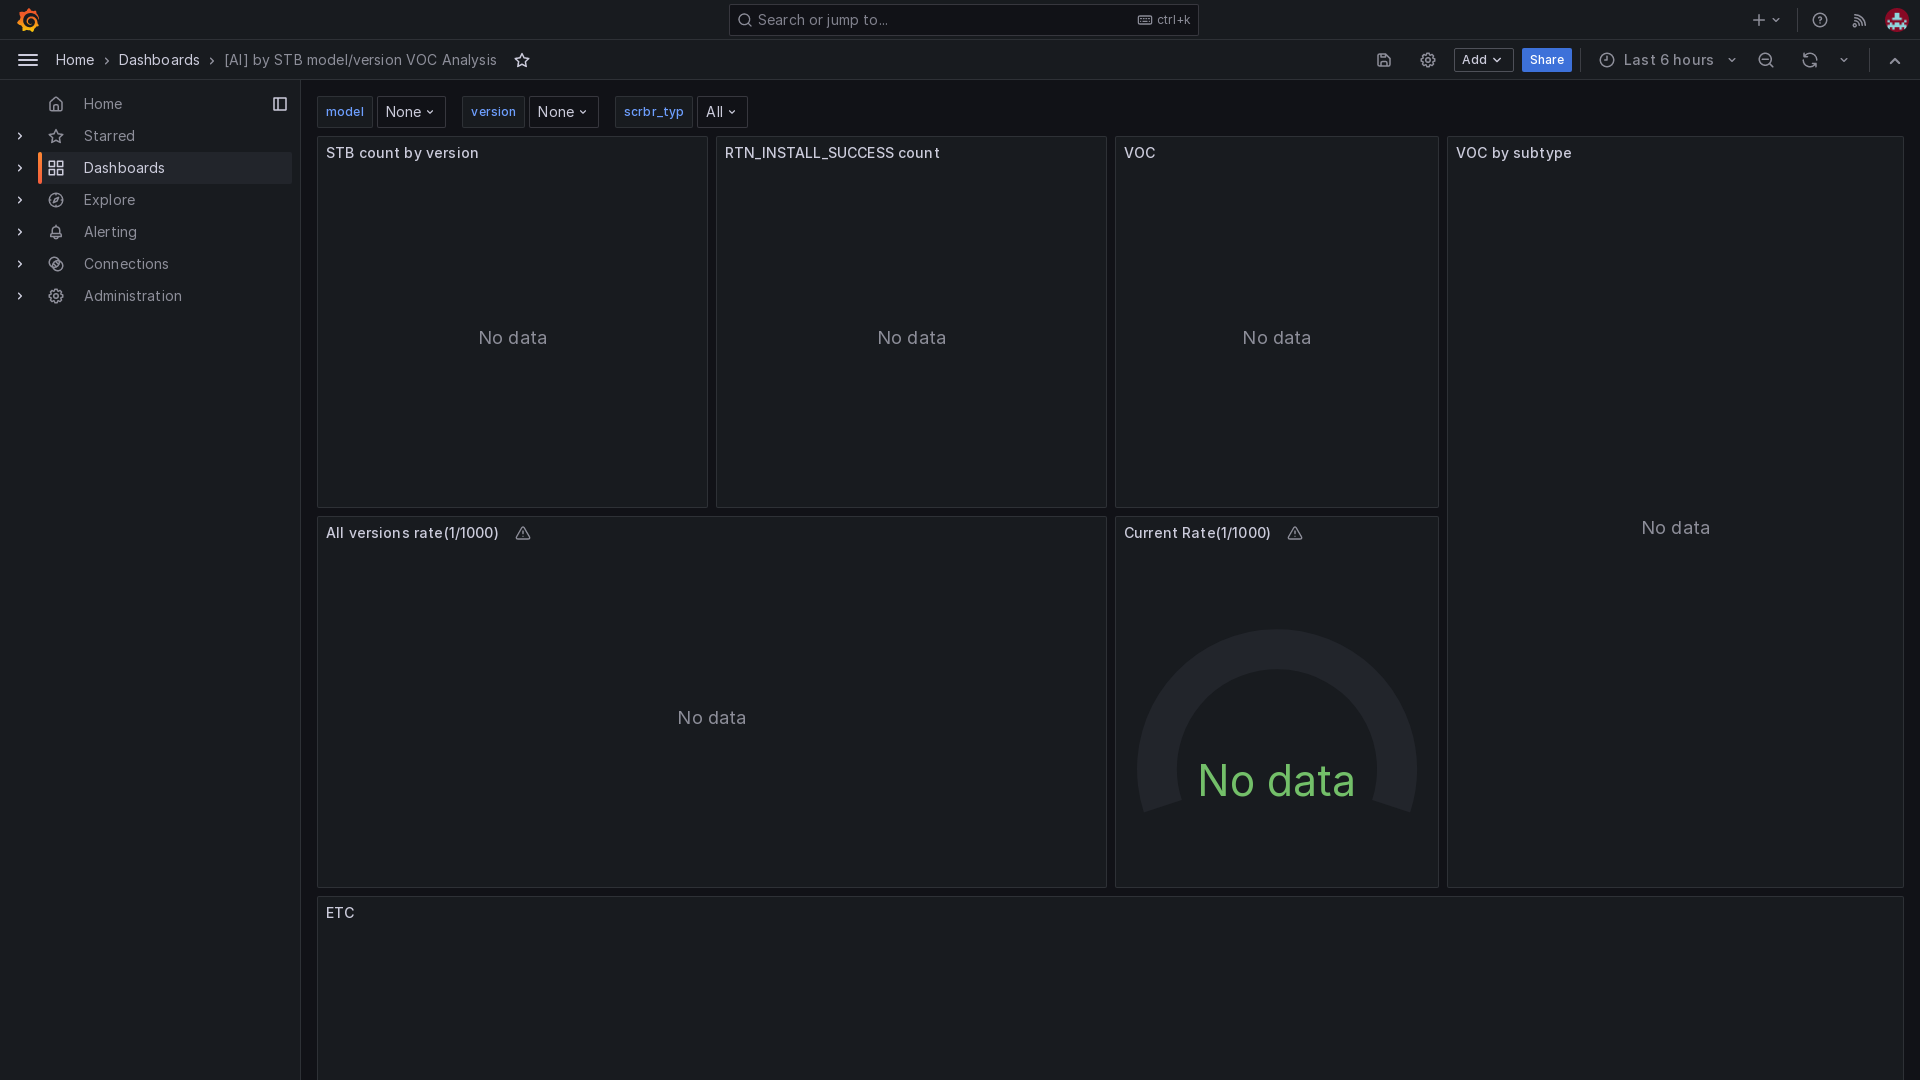 Search or jump to...
ctrl+k
Home
Dashboards
[AI] by STB model/version VOC Analysis
Add
Share
Last 6 hours
Home
Starred
Dashboards
Explore
Alerting
Connections
Administration
model
None
version
None
scrbr_typ
All
STB count by version
No data
RTN_INSTALL_SUCCESS count
No data
VOC
No data
VOC by subtype
No data
All versions rate(1/1000)
No data
Current Rate(1/1000)
No data
ETC